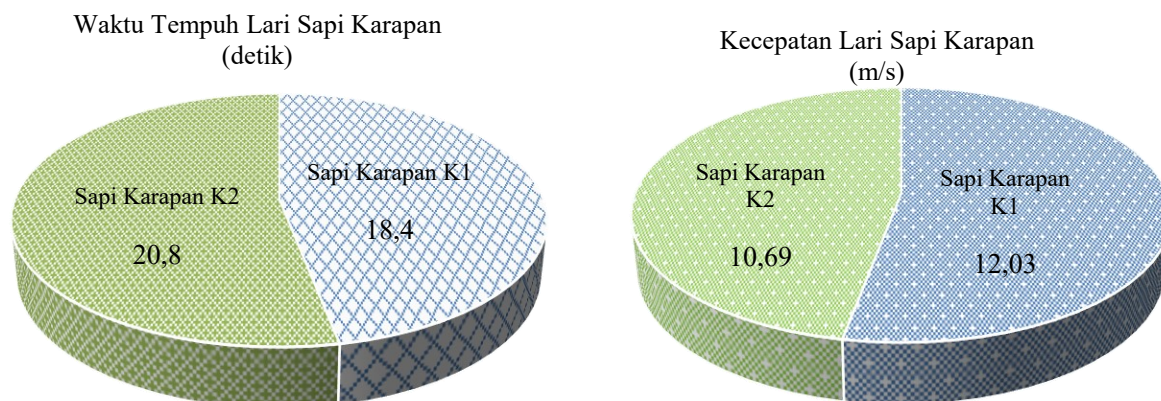 Waktu Tempuh Lari Sapi Karapan
(detik)
Sapi Karapan K2
20,8
Sapi Karapan K1
18,4
Kecepatan Lari Sapi Karapan
(m/s)
Sapi Karapan
K2
10,69
Sapi Karapan
K1
12,03